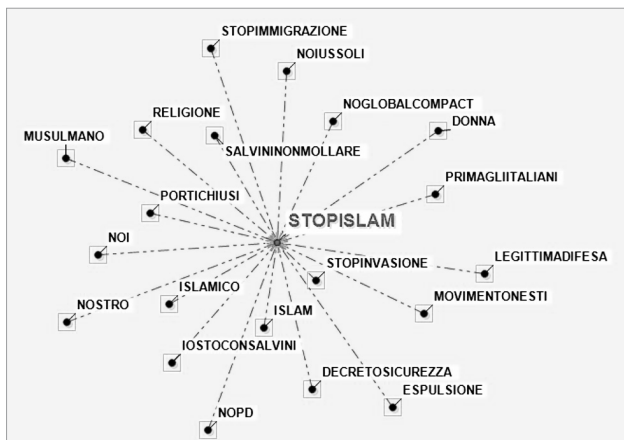 STOPIMMIGRAZIONE
NOIUSSOLI
NOGLOBALCOMPACT
RELIGIONE
DONNA
MUSULMANO
SALVININONMOLLARE
PRIMAGLIITALIANI
PORTICHIUSI
STOPISLAM
NOI
STOPINVASIONE
LEGITTIMADIFESA
ISLAMICO
NOSTRO
ISLAM
MOVIMENTONESTI
IOSTOCONSALVINI
DECRETOSICUREZZA
ESPULSIONE
NOPD